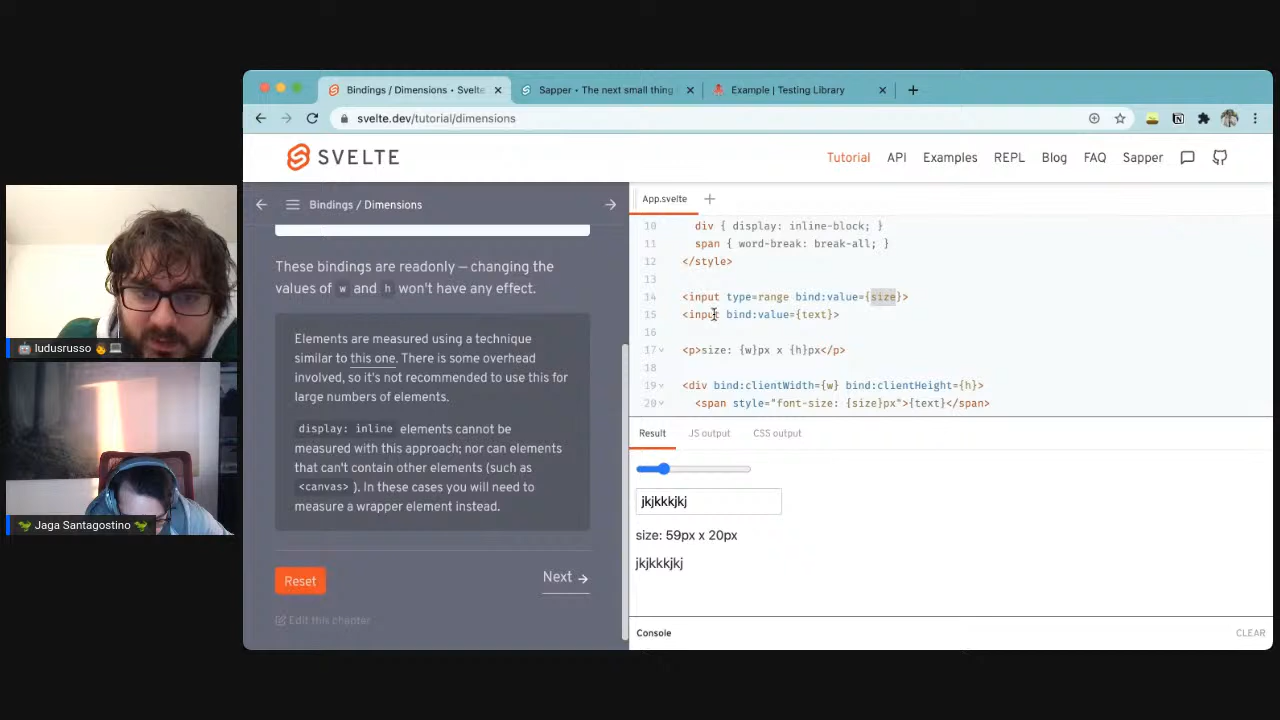 Bindings / Dimensions • Svelte
Sapper • The next small thing
Example | Testing Library
svelte.dev/tutorial/dimensions
SVELTE
Tutorial API Examples REPL Blog FAQ Sapper
Bindings / Dimensions
App.svelte
These bindings are readonly — changing the
values of w and h won't have any effect.
Elements are measured using a technique
similar to this one. There is some overhead
involved, so it's not recommended to use this for
large numbers of elements.
display: inline elements cannot be
measured with this approach; nor can elements
that can't contain other elements (such as
<canvas> ). In these cases you will need to
measure a wrapper element instead.
Reset
Next →
Edit this chapter
10 div { display: inline-block; }
11 span { word-break: break-all; }
12 </style>
13
14 <input type=range bind:value={size}>
15 <input bind:value={text}>
16
17 <p>size: {w}px x {h}px</p>
18
19 <div bind:clientWidth={w} bind:clientHeight={h}>
20 <span style="font-size: {size}px">{text}</span>
Result JS output CSS output
jkjkkkjkj
size: 59px x 20px
jkjkkkjkj
Console CLEAR
ludusrusso
Jaga Santagostino